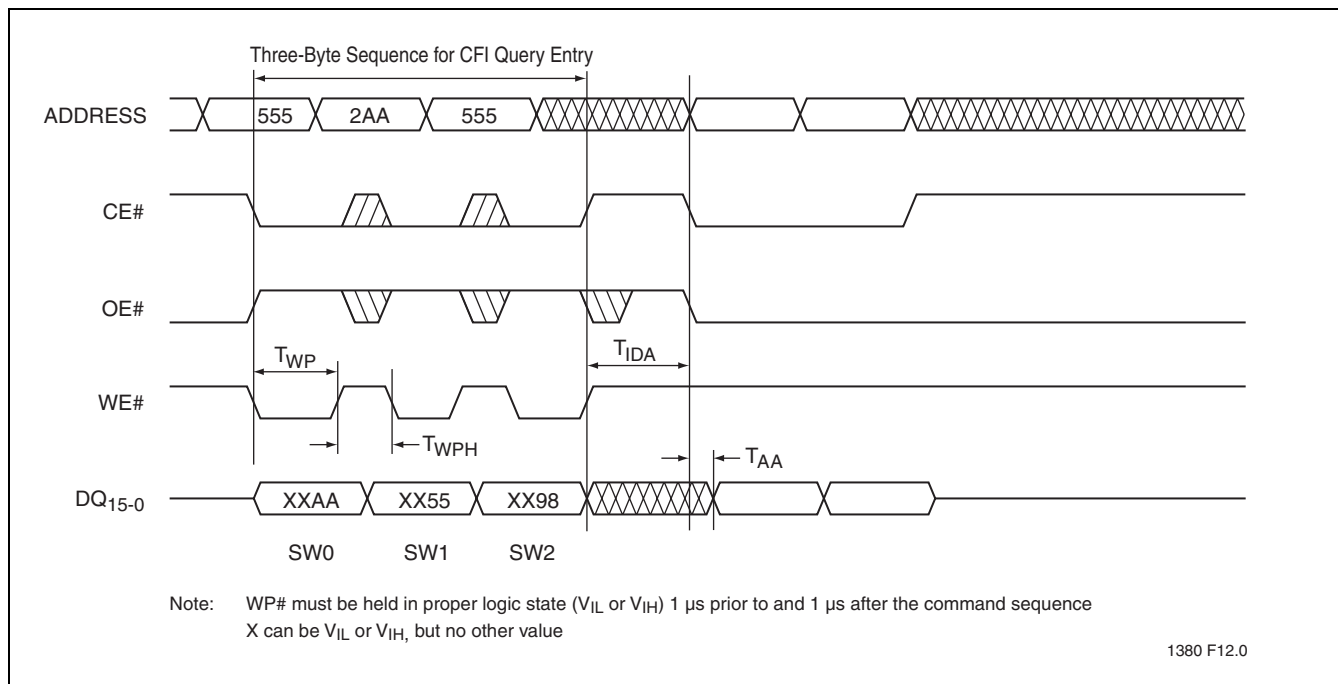 Three-Byte Sequence for CFI Query Entry
ADDRESS 555 2AA 555
CE#
OE#
TWP TIDA
WE#
TWPH
TAA
DQ15-0 XXAA XX55 XX98
SW0 SW1 SW2
Note: WP# must be held in proper logic state (VIL or VIH) 1 µs prior to and 1 µs after the command sequence
X can be VIL or VIH, but no other value
1380 F12.0